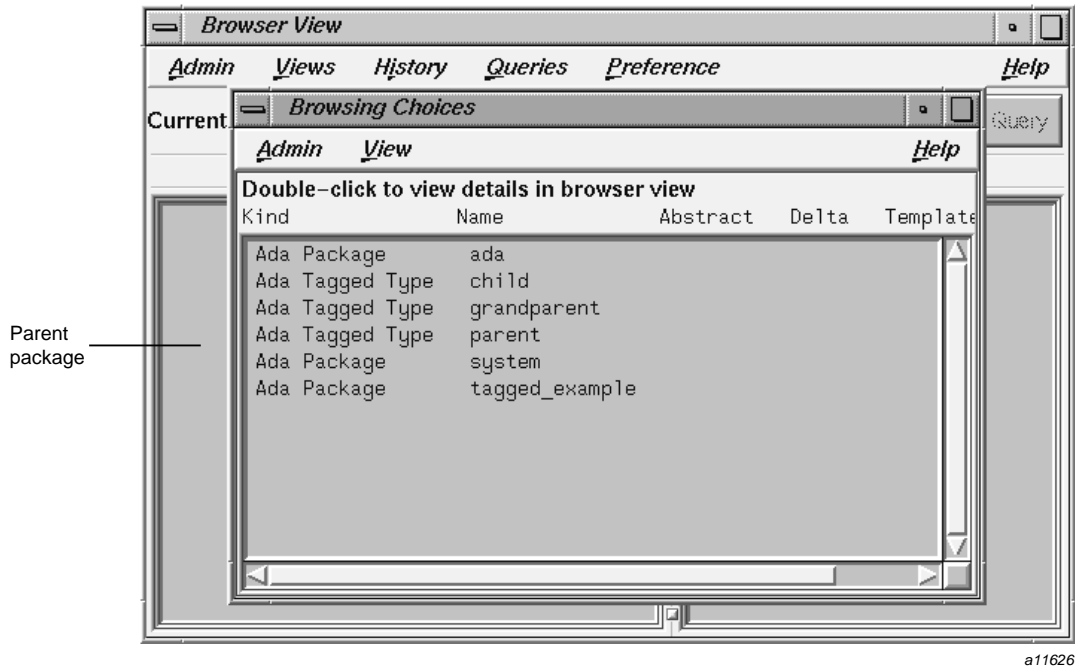 Browser View
Admin Views History Queries Preference Help
Current
Query
Browsing Choices
Admin View Help
Double-click to view details in browser view
Kind Name Abstract Delta Template
Ada Package ada
Ada Tagged Type child
Ada Tagged Type grandparent
Ada Tagged Type parent
Ada Package system
Ada Package tagged_example
Parent
package
a11626